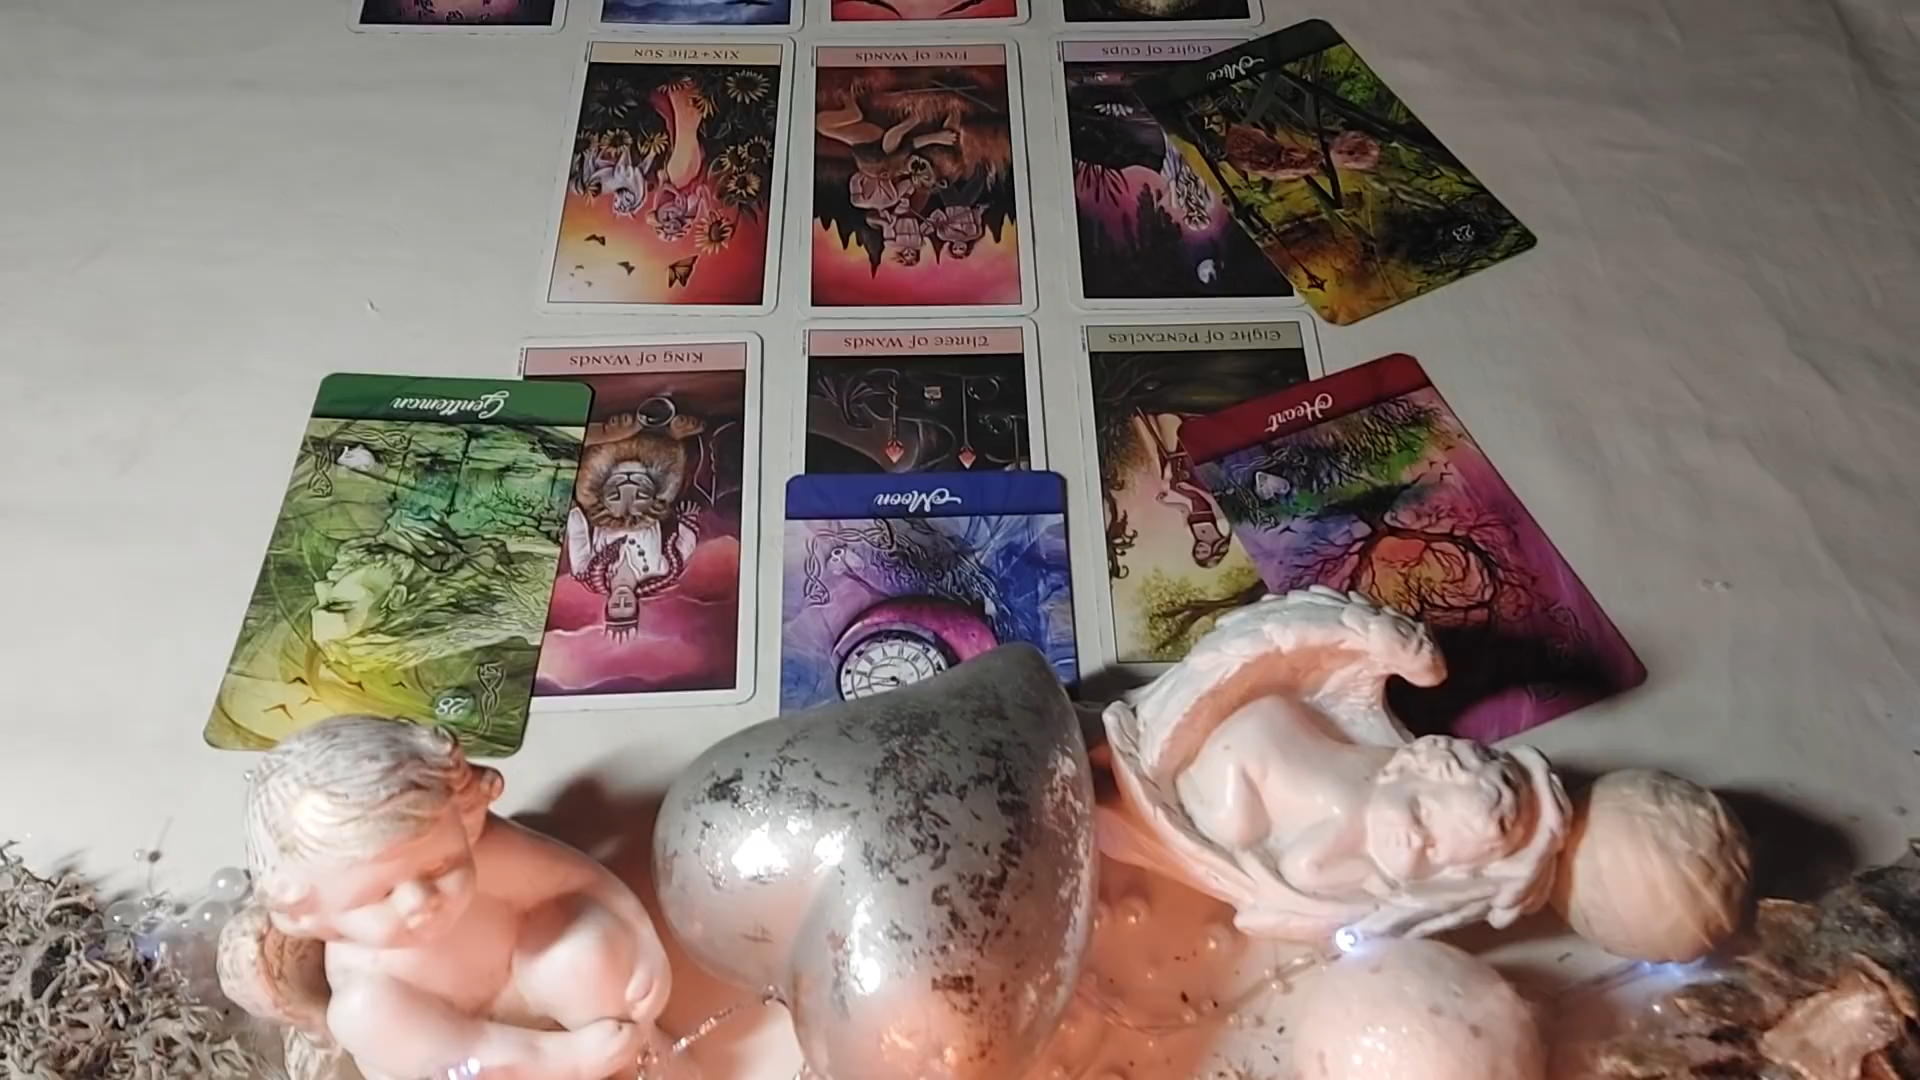 XIX + The Sun
Five of Wands
Eight of Cups
Mice
23
King of Wands
Three of Wands
Eight of Pentacles
Gentleman
28
Moon
Heart